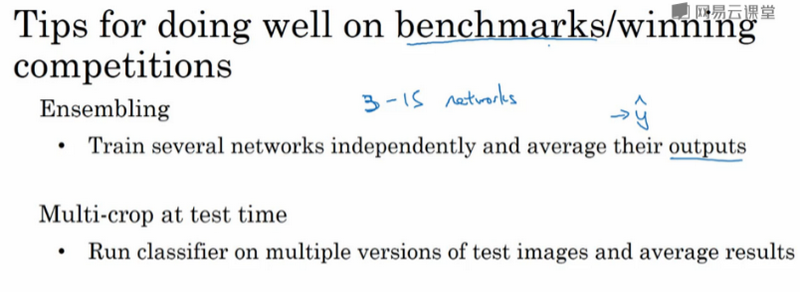 网易云课堂
Tips for doing well on benchmarks/winning
competitions
Ensembling
3-15 networks
→ ŷ
• Train several networks independently and average their outputs
Multi-crop at test time
• Run classifier on multiple versions of test images and average results